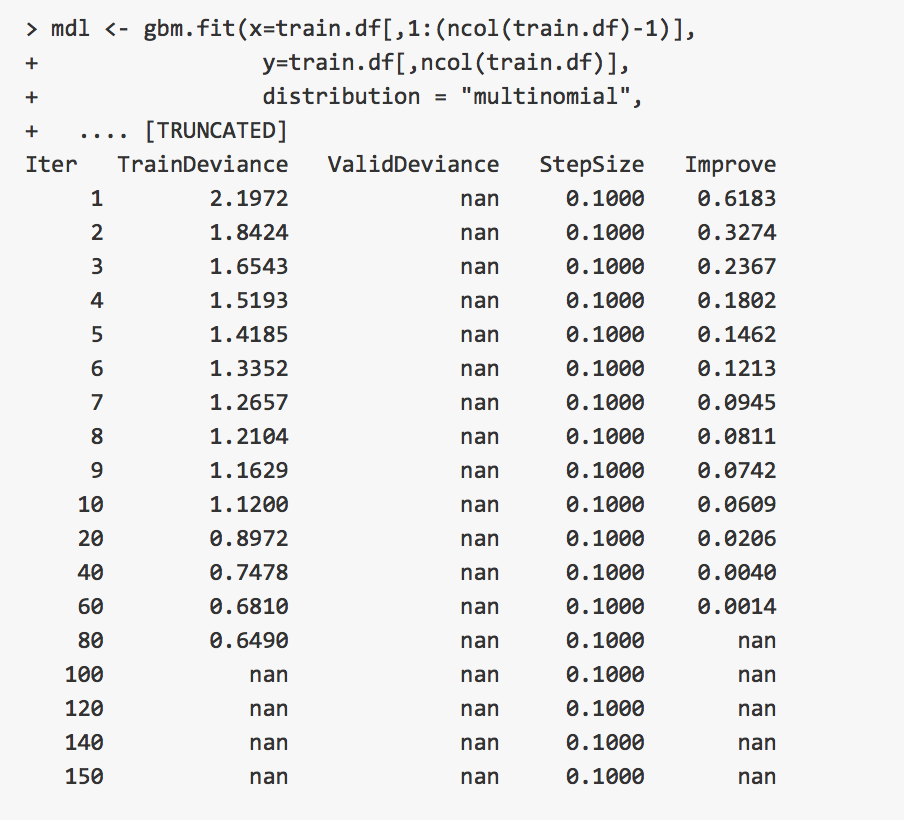 > mdl <- gbm.fit(x=train.df[,1:(ncol(train.df)-1)],
+                y=train.df[,ncol(train.df)],
+                distribution = "multinomial",
+   .... [TRUNCATED]
Iter   TrainDeviance   ValidDeviance   StepSize   Improve
     1        2.1972             nan     0.1000    0.6183
     2        1.8424             nan     0.1000    0.3274
     3        1.6543             nan     0.1000    0.2367
     4        1.5193             nan     0.1000    0.1802
     5        1.4185             nan     0.1000    0.1462
     6        1.3352             nan     0.1000    0.1213
     7        1.2657             nan     0.1000    0.0945
     8        1.2104             nan     0.1000    0.0811
     9        1.1629             nan     0.1000    0.0742
    10        1.1200             nan     0.1000    0.0609
    20        0.8972             nan     0.1000    0.0206
    40        0.7478             nan     0.1000    0.0040
    60        0.6810             nan     0.1000    0.0014
    80        0.6490             nan     0.1000       nan
   100           nan             nan     0.1000       nan
   120           nan             nan     0.1000       nan
   140           nan             nan     0.1000       nan
   150           nan             nan     0.1000       nan